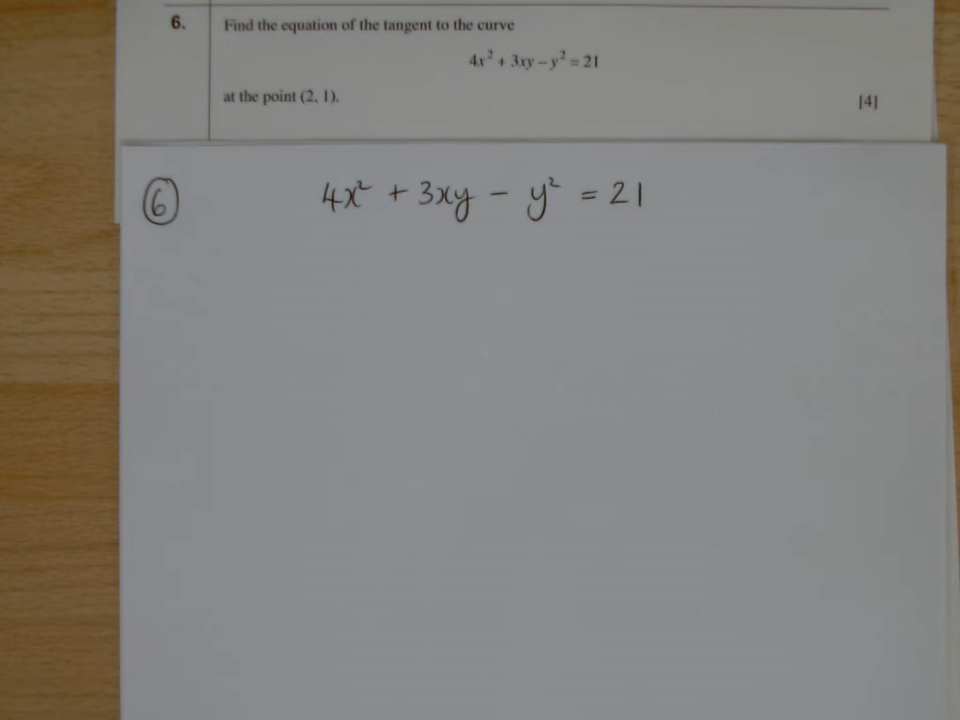 6. Find the equation of the tangent to the curve
4x² + 3xy – y² = 21
at the point (2, 1). [4]
⑥ 4x² + 3xy − y² = 21